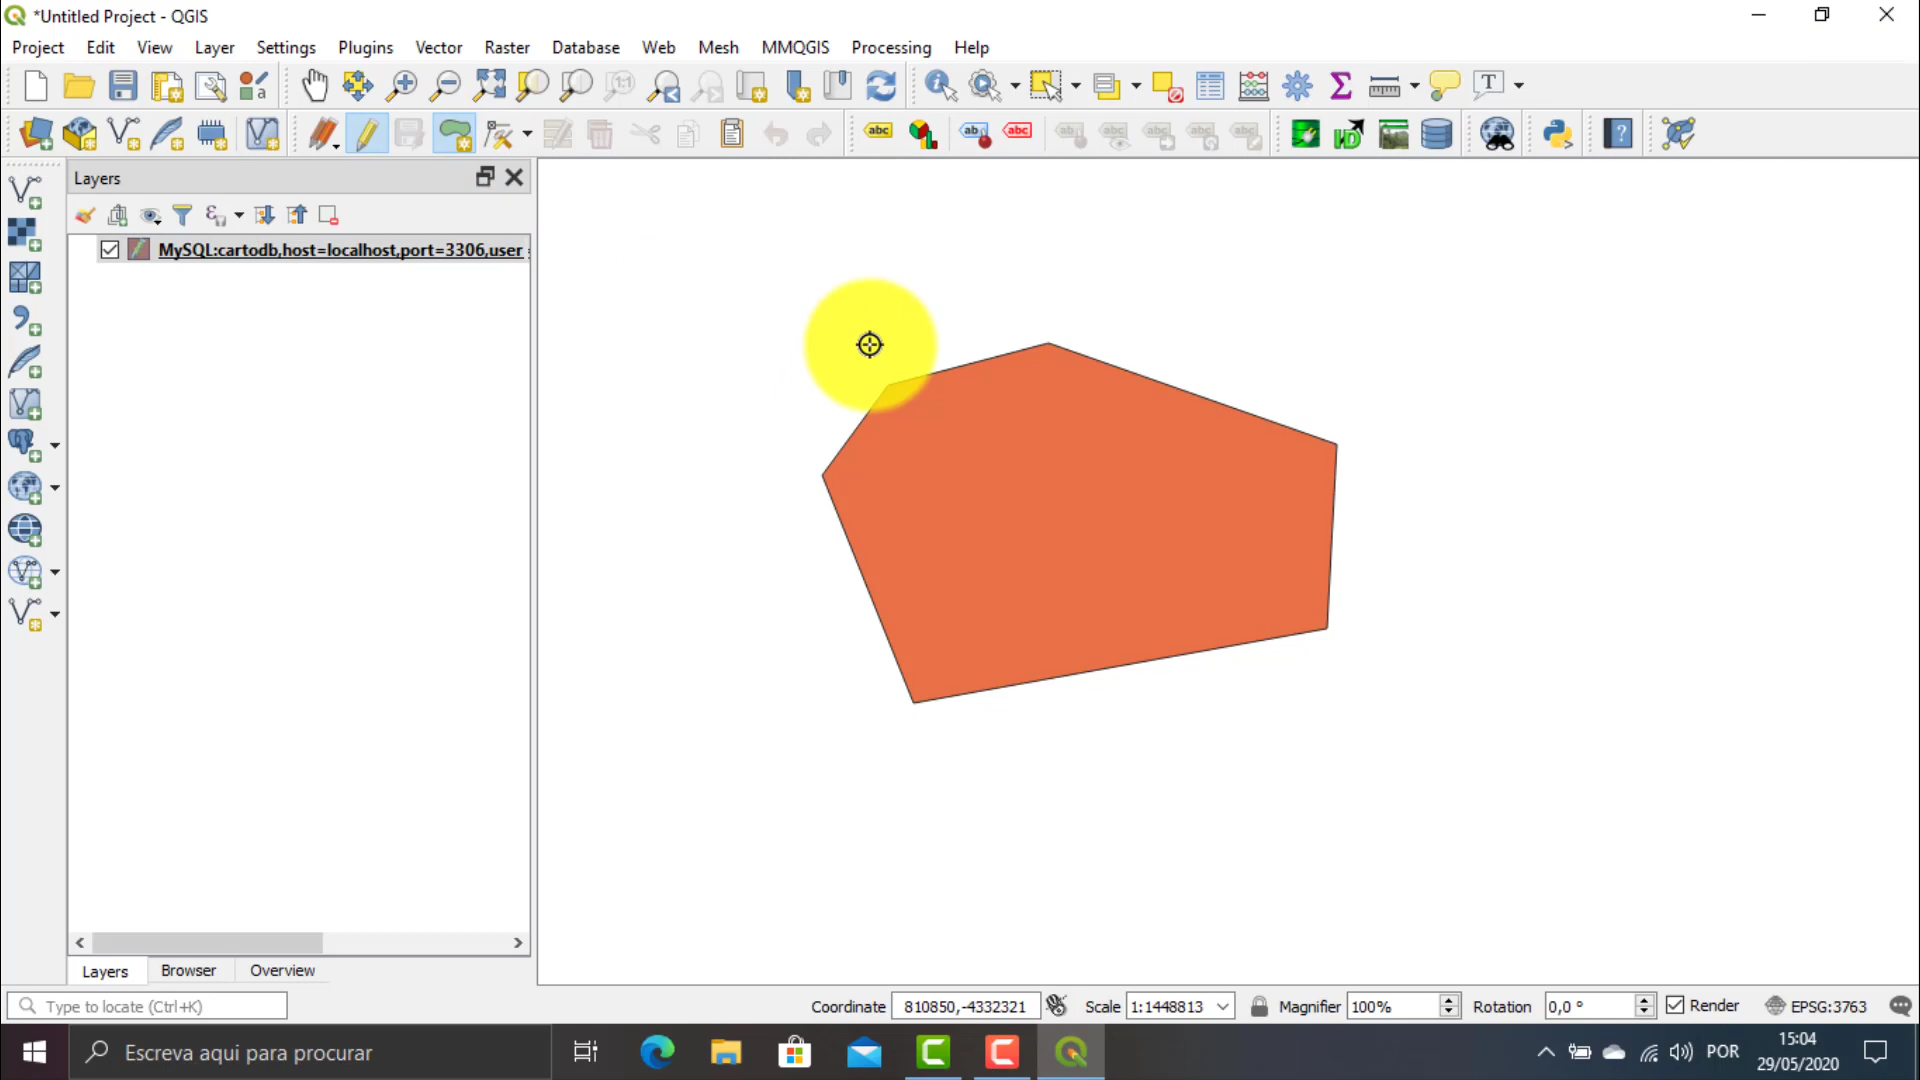 *Untitled Project - QGIS
Project Edit View Layer Settings Plugins Vector Raster Database Web Mesh MMQGIS Processing Help
Layers
MySQL:cartodb,host=localhost,port=3306,user
Layers Browser Overview
Type to locate (Ctrl+K)
Coordinate 810850,-4332321 Scale 1:1448813 Magnifier 100% Rotation 0,0 ° Render EPSG:3763
Escreva aqui para procurar
POR
15:04
29/05/2020